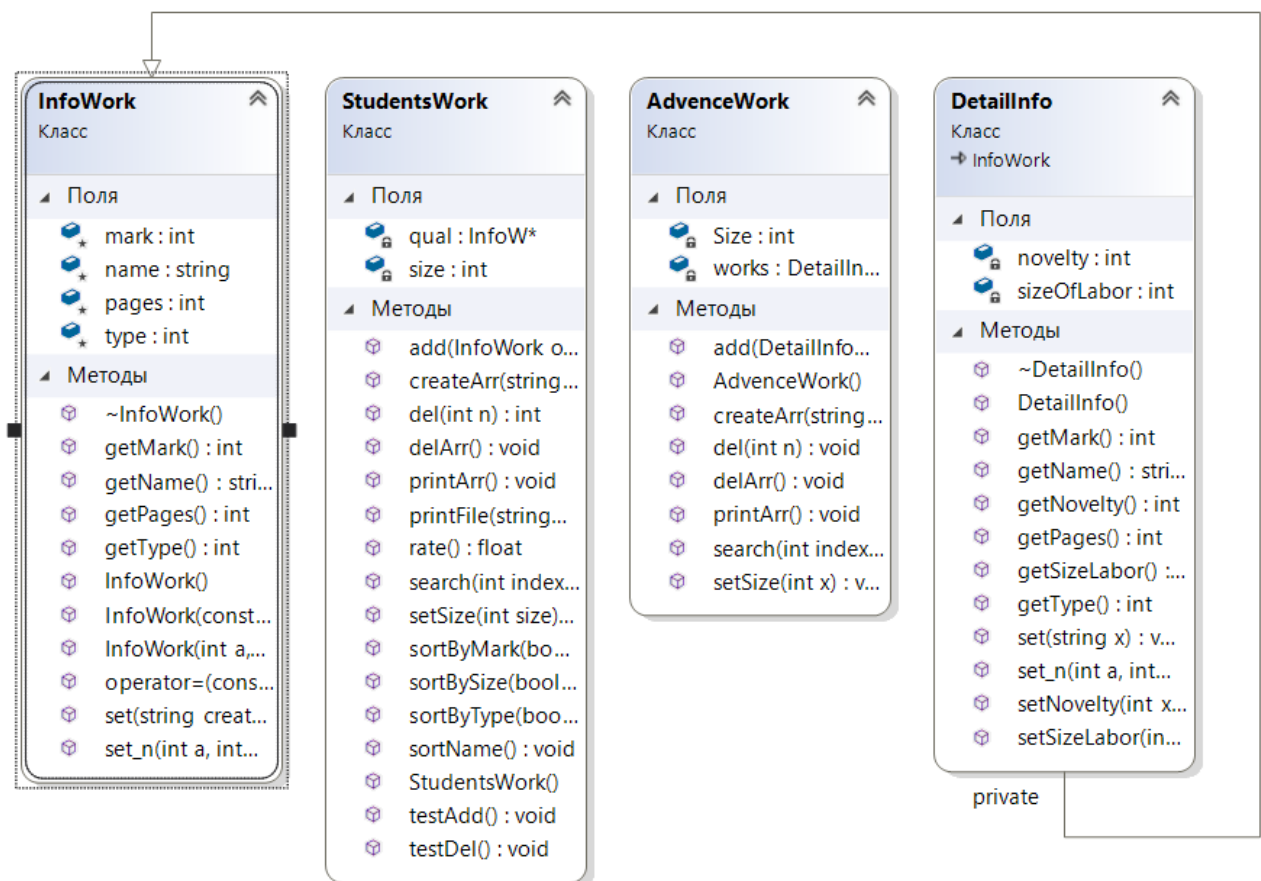 InfoWork
Класс
Поля
mark : int
name : string
pages : int
type : int
Методы
~InfoWork()
getMark() : int
getName() : stri...
getPages() : int
getType() : int
InfoWork()
InfoWork(const...
InfoWork(int a,...
operator=(cons...
set(string creat...
set_n(int a, int...
StudentsWork
Класс
Поля
qual : InfoW*
size : int
Методы
add(InfoWork o...
createArr(string...
del(int n) : int
delArr() : void
printArr() : void
printFile(string...
rate() : float
search(int index...
setSize(int size)...
sortByMark(bo...
sortBySize(bool...
sortByType(boo...
sortName() : void
StudentsWork()
testAdd() : void
testDel() : void
AdvenceWork
Класс
Поля
Size : int
works : DetailIn...
Методы
add(DetailInfo...
AdvenceWork()
createArr(string...
del(int n) : void
delArr() : void
printArr() : void
search(int index...
setSize(int x) : v...
DetailInfo
Класс
InfoWork
Поля
novelty : int
sizeOfLabor : int
Методы
~DetailInfo()
DetailInfo()
getMark() : int
getName() : stri...
getNovelty() : int
getPages() : int
getSizeLabor() :...
getType() : int
set(string x) : v...
set_n(int a, int...
setNovelty(int x...
setSizeLabor(in...
private